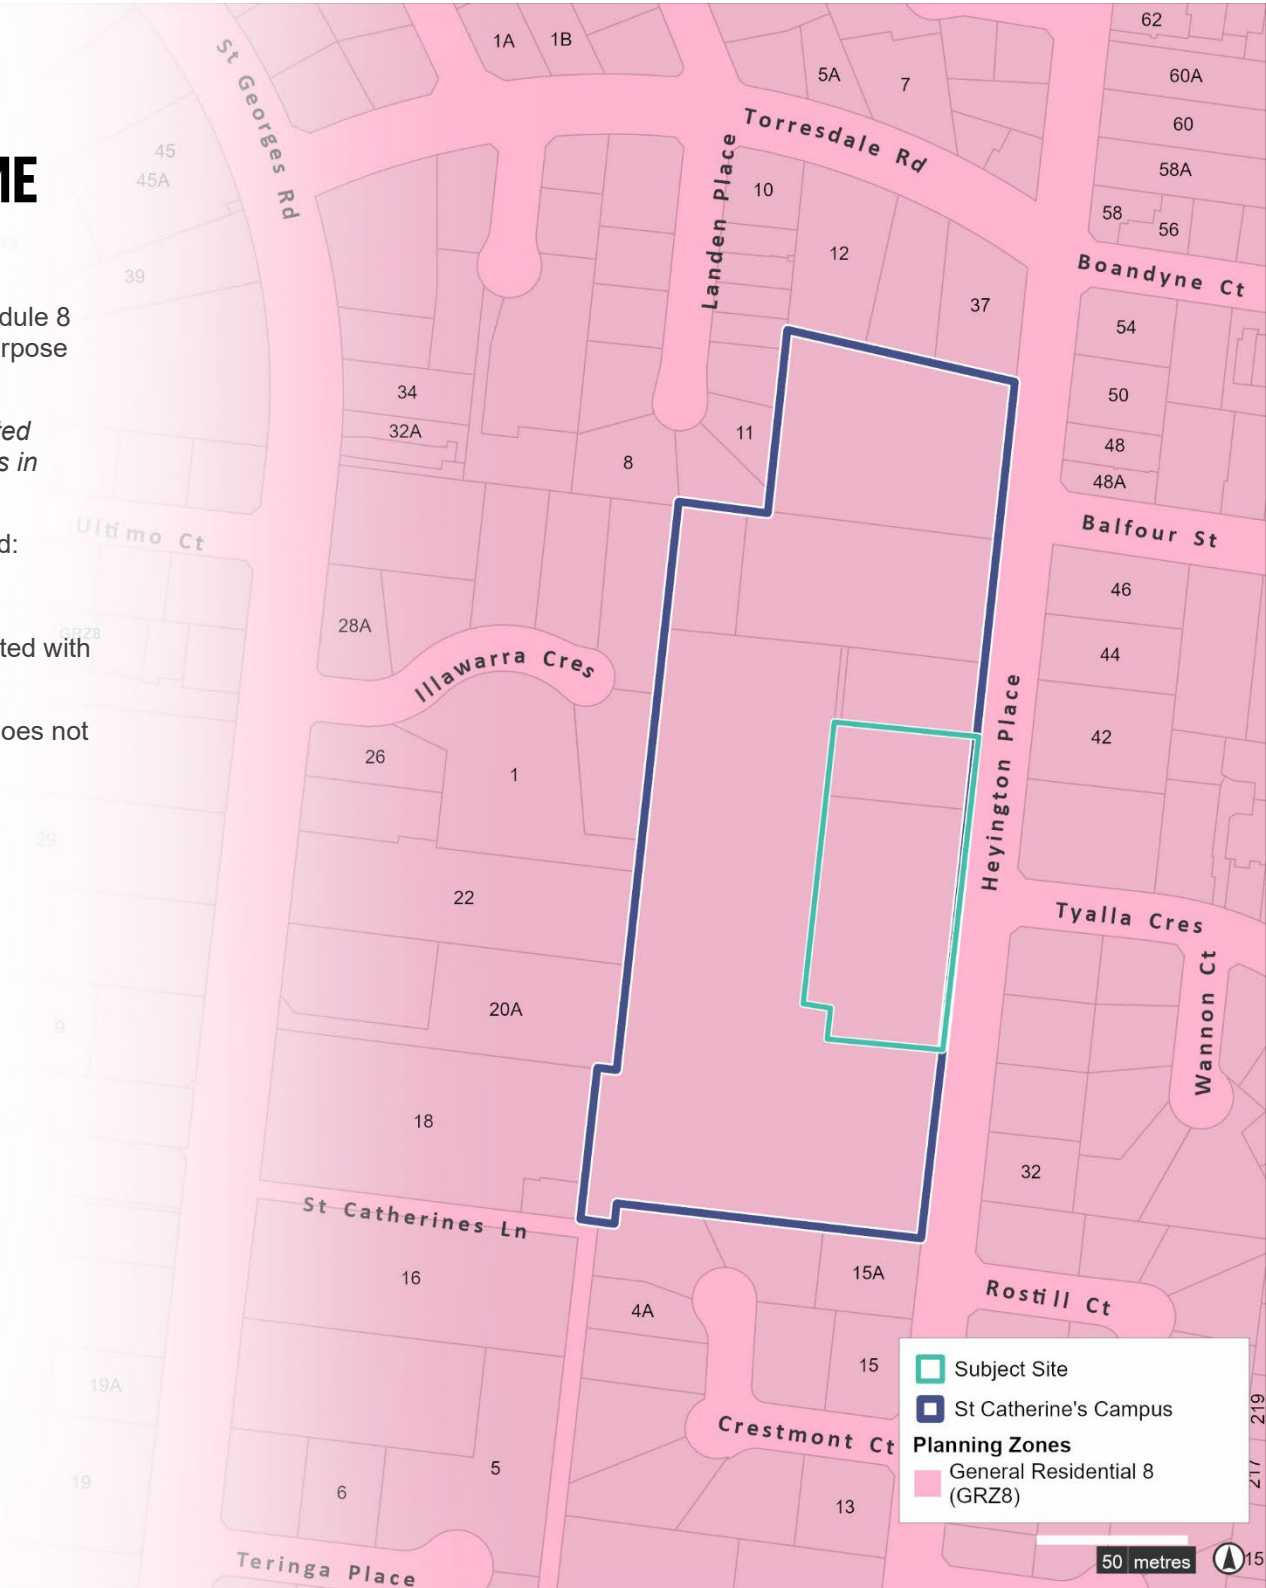 ME
dule 8
rpose
ted
s in
d:
ted with
oes not
62
1A
1B
5A
7
60A
60
58A
58
56
St Georges Rd
Torresdale Rd
Landen Place
45
45A
39
10
12
37
Boandyne Ct
54
50
48
48A
34
32A
11
8
Ultimo Ct
Balfour St
GRZ8
28A
Illawarra Cres
46
44
42
Heyington Place
26
1
29
22
20A
9
Tyalla Cres
Wannon Ct
18
32
St Catherines Ln
16
15A
4A
15
Rostill Ct
19A
Crestmont Ct
5
6
19
13
Teringa Place
219
217
15
Subject Site
St Catherine's Campus
Planning Zones
General Residential 8
(GRZ8)
50 metres